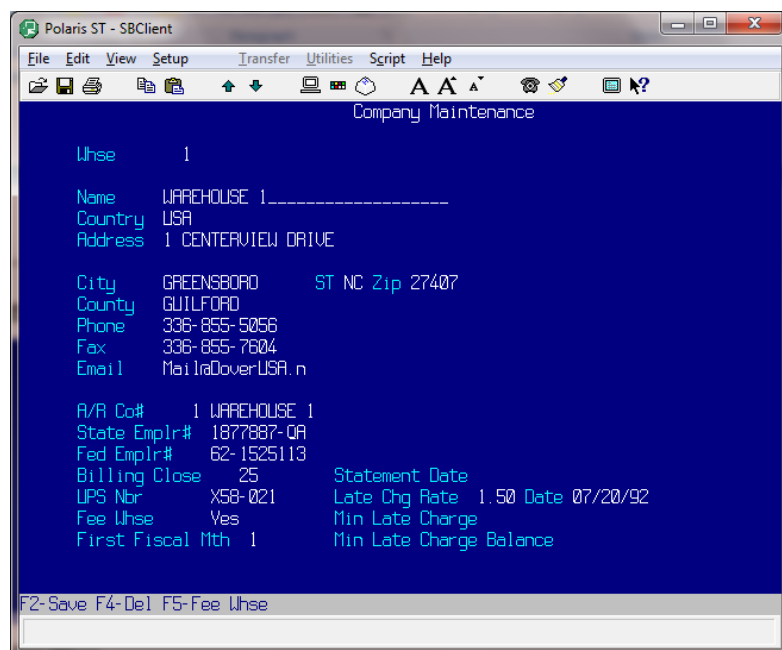 Polaris ST - SBClient
File Edit View Setup Transfer Utilities Script Help
A A A ?
Company Maintenance
Whse 1
Name WAREHOUSE 1___________________
Country USA
Address 1 CENTERVIEW DRIVE
City GREENSBORO ST NC Zip 27407
County GUILFORD
Phone 336-855-5056
Fax 336-855-7604
Email Mail@DoverUSA.n
A/R Co# 1 WAREHOUSE 1
State Emplr# 1877887-QA
Fed Emplr# 62-1525113
Billing Close 25 Statement Date
UPS Nbr X58-021 Late Chg Rate 1.50 Date 07/20/92
Fee Whse Yes Min Late Charge
First Fiscal Mth 1 Min Late Charge Balance
F2-Save F4-Del F5-Fee Whse